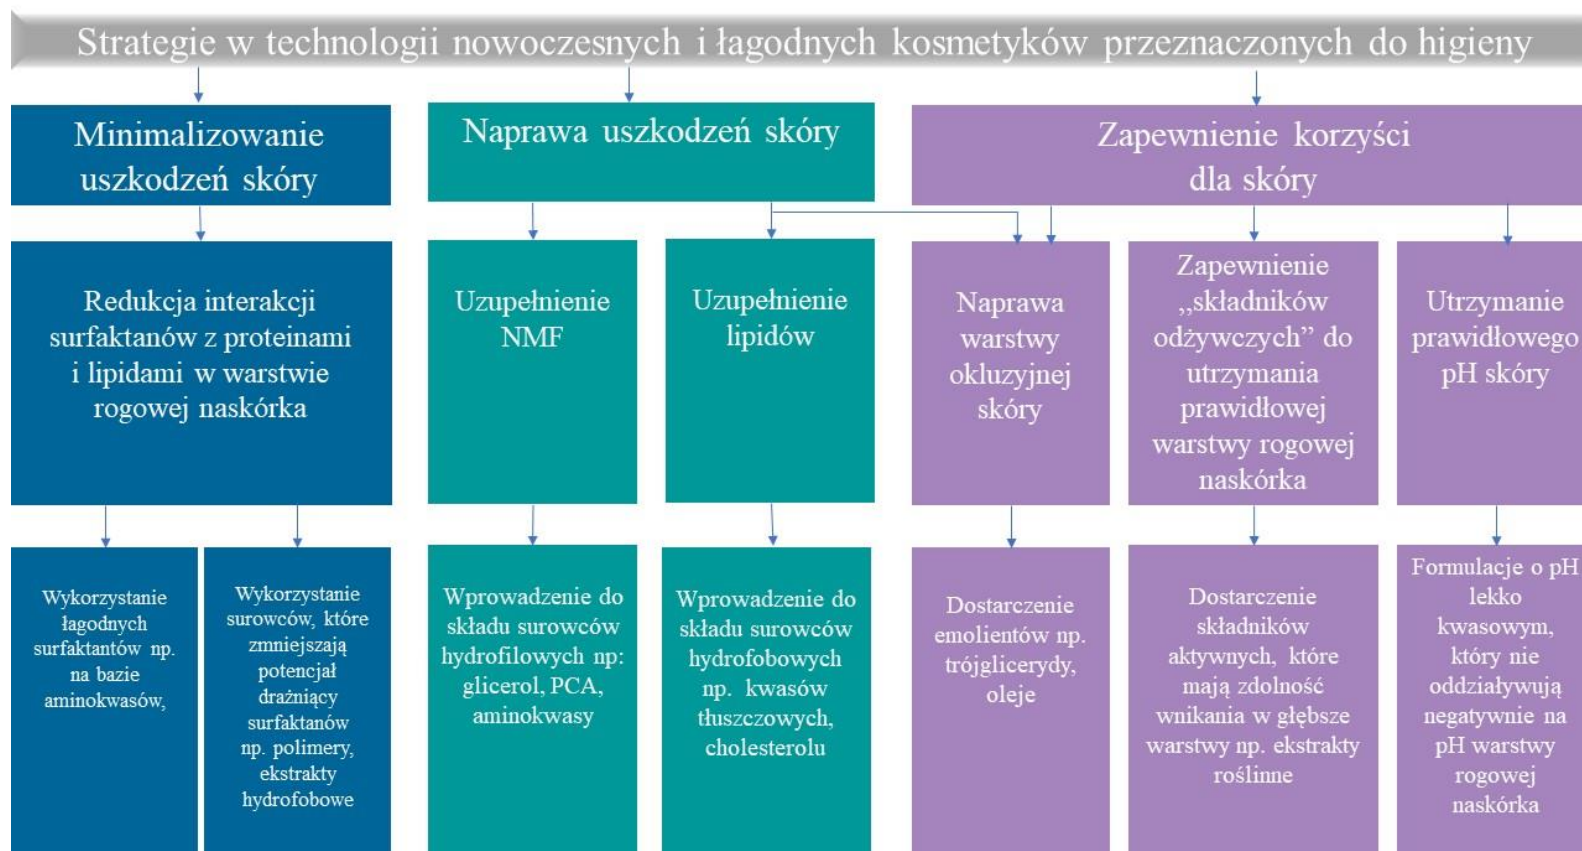 Strategie w technologii nowoczesnych i łagodnych kosmetyków przeznaczonych do higieny
Minimalizowanie
uszkodzeń skóry
Naprawa uszkodzeń skóry
Zapewnienie korzyści
dla skóry
Redukcja interakcji
surfaktanów z proteinami
i lipidami w warstwie
rogowej naskórka
Uzupełnienie
NMF
Uzupełnienie
lipidów
Naprawa
warstwy
okluzyjnej
skóry
Zapewnienie
,,składników
odżywczych” do
utrzymania
prawidłowej
warstwy rogowej
naskórka
Utrzymanie
prawidłowego
pH skóry
Wykorzystanie
łagodnych
surfaktantów np.
na bazie
aminokwasów,
Wykorzystanie
surowców, które
zmniejszają
potencjał
drażniący
surfaktanów
np. polimery,
ekstrakty
hydrofobowe
Wprowadzenie do
składu surowców
hydrofilowych np:
glicerol, PCA,
aminokwasy
Wprowadzenie do
składu surowców
hydrofobowych
np. kwasów
tłuszczowych,
cholesterolu
Dostarczenie
emolientów np.
trójglicerydy,
oleje
Dostarczenie
składników
aktywnych, które
mają zdolność
wnikania w głębsze
warstwy np. ekstrakty
roślinne
Formulacje o pH
lekko
kwasowym,
który nie
oddziaływują
negatywnie na
pH warstwy
rogowej
naskórka